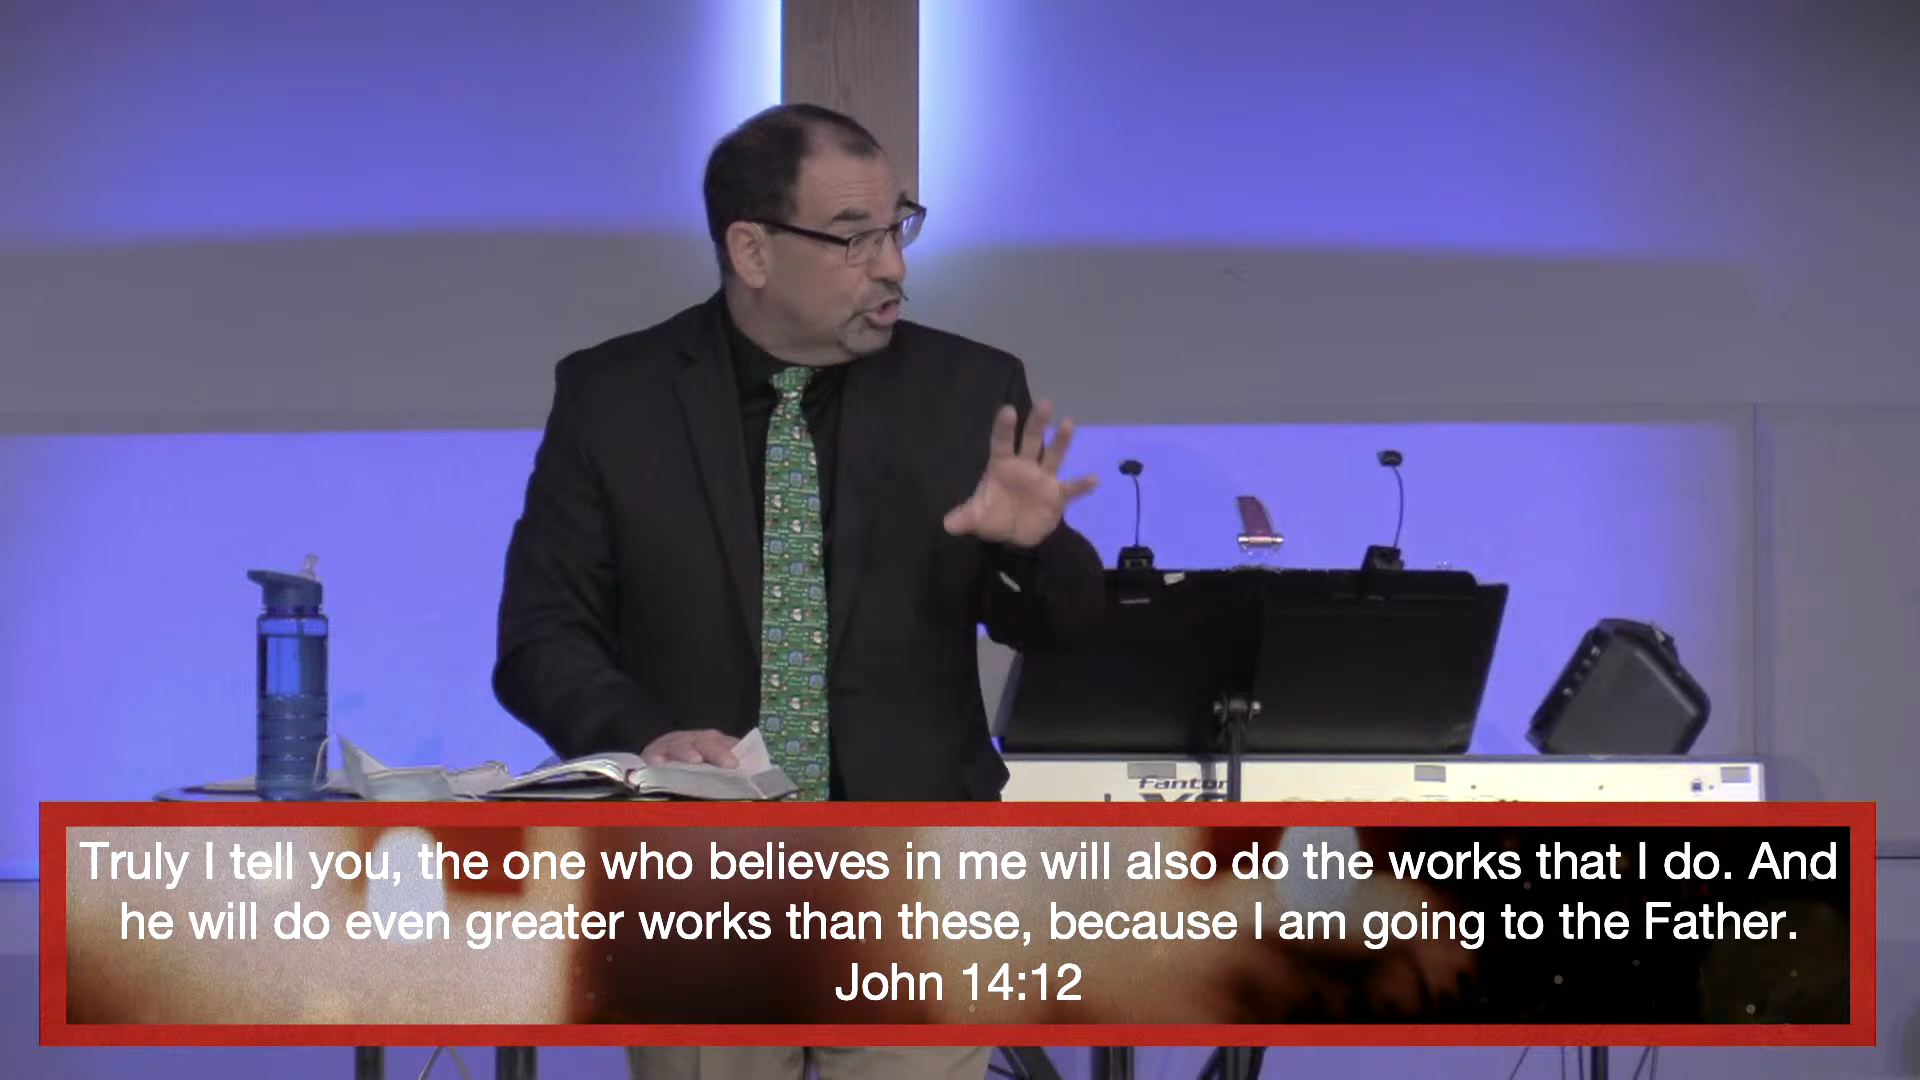 Fantom
Truly I tell you, the one who believes in me will also do the works that I do. And
he will do even greater works than these, because I am going to the Father.
John 14:12